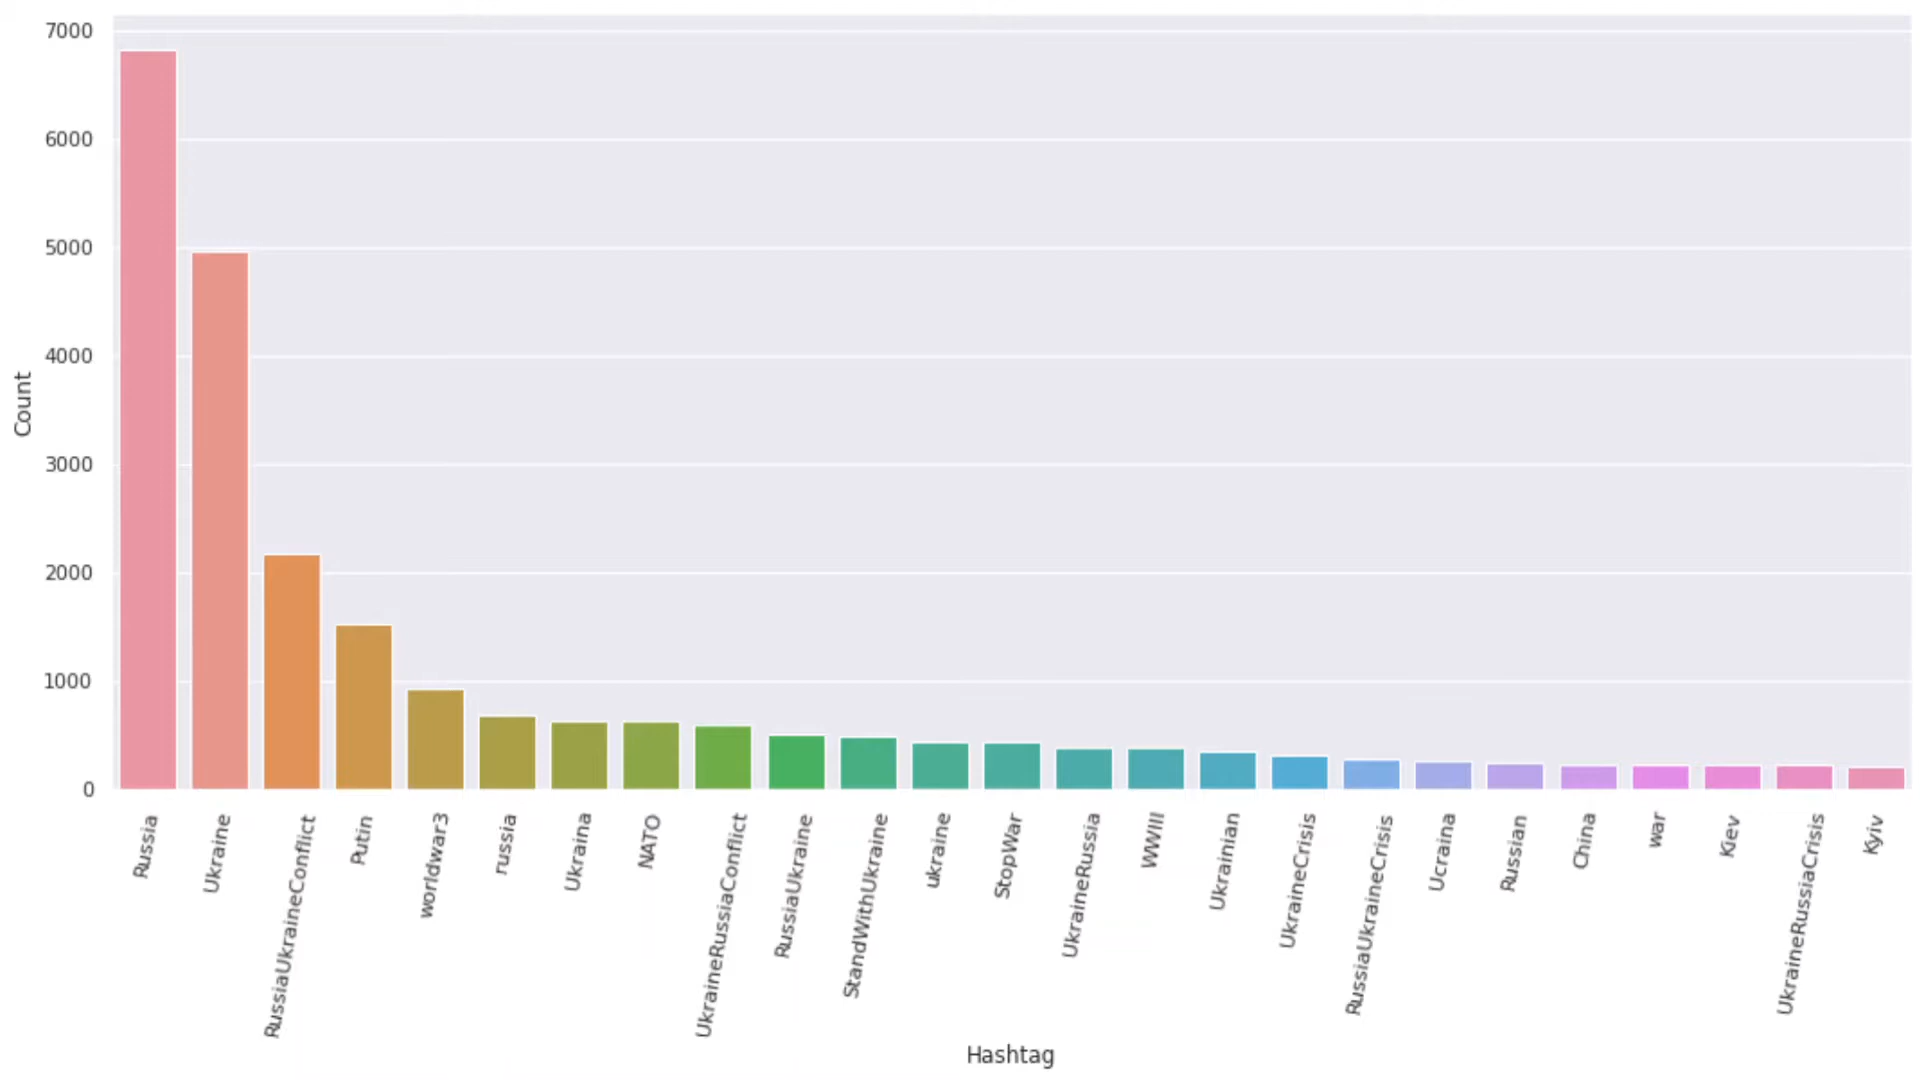 7000
6000
5000
4000
3000
2000
1000
0
Count
Russia
Ukraine
RussiaUkraineConflict
Putin
worldwar3
russia
Ukraina
NATO
UkraineRussiaConflict
RussiaUkraine
StandWithUkraine
ukraine
StopWar
UkraineRussia
WWIII
Ukrainian
UkraineCrisis
RussiaUkraineCrisis
Ucraina
Russian
China
war
Kiev
UkraineRussiaCrisis
Kyiv
Hashtag